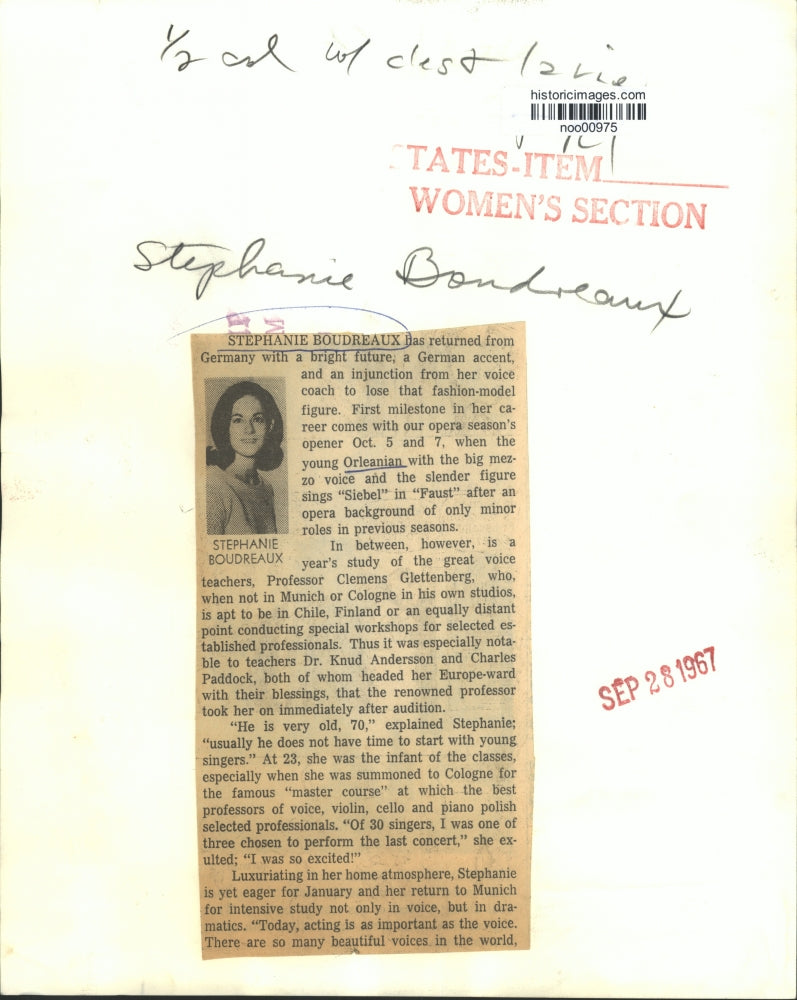 1/2 col w/
historicimages.com
noo00975
TATES-ITEM
WOMEN'S SECTION
Stephanie Boudreaux
STEPHANIE BOUDREAUX has returned from
Germany with a bright future, a German accent,
and an injunction from her voice
coach to lose that fashion-model
figure. First milestone in her ca-
reer comes with our opera season's
opener Oct. 5 and 7, when the
young Orleanian with the big mez-
zo voice and the slender figure
sings "Siebel" in "Faust" after an
opera background of only minor
roles in previous seasons.
STEPHANIE
BOUDREAUX
In between, however, is a
year's study of the great voice
teachers, Professor Clemens Glettenberg, who,
when not in Munich or Cologne in his own studios,
is apt to be in Chile, Finland or an equally distant
point conducting special workshops for selected es-
tablished professionals. Thus it was especially nota-
ble to teachers Dr. Knud Andersson and Charles
Paddock, both of whom headed her Europe-ward
with their blessings, that the renowned professor
took her on immediately after audition.
"He is very old, 70," explained Stephanie;
"usually he does not have time to start with young
singers." At 23, she was the infant of the classes,
especially when she was summoned to Cologne for
the famous "master course" at which the best
professors of voice, violin, cello and piano polish
selected professionals. "Of 30 singers, I was one of
three chosen to perform the last concert," she ex-
ulted; "I was so excited!"
Luxuriating in her home atmosphere, Stephanie
is yet eager for January and her return to Munich
for intensive study not only in voice, but in dra-
matics. "Today, acting is as important as the voice.
There are so many beautiful voices in the world,
SEP 28 1967